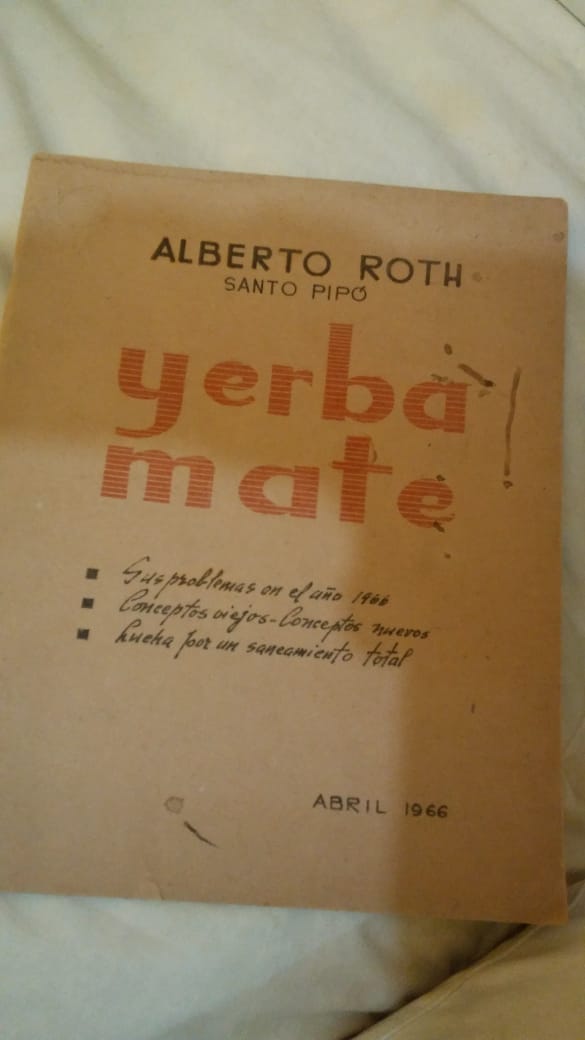 ALBERTO ROTH
SANTO PIPÓ
yerba
mate
Sus problemas en el año 1966
Conceptos viejos-Conceptos nuevos
Lucha por un saneamiento total
ABRIL 1966